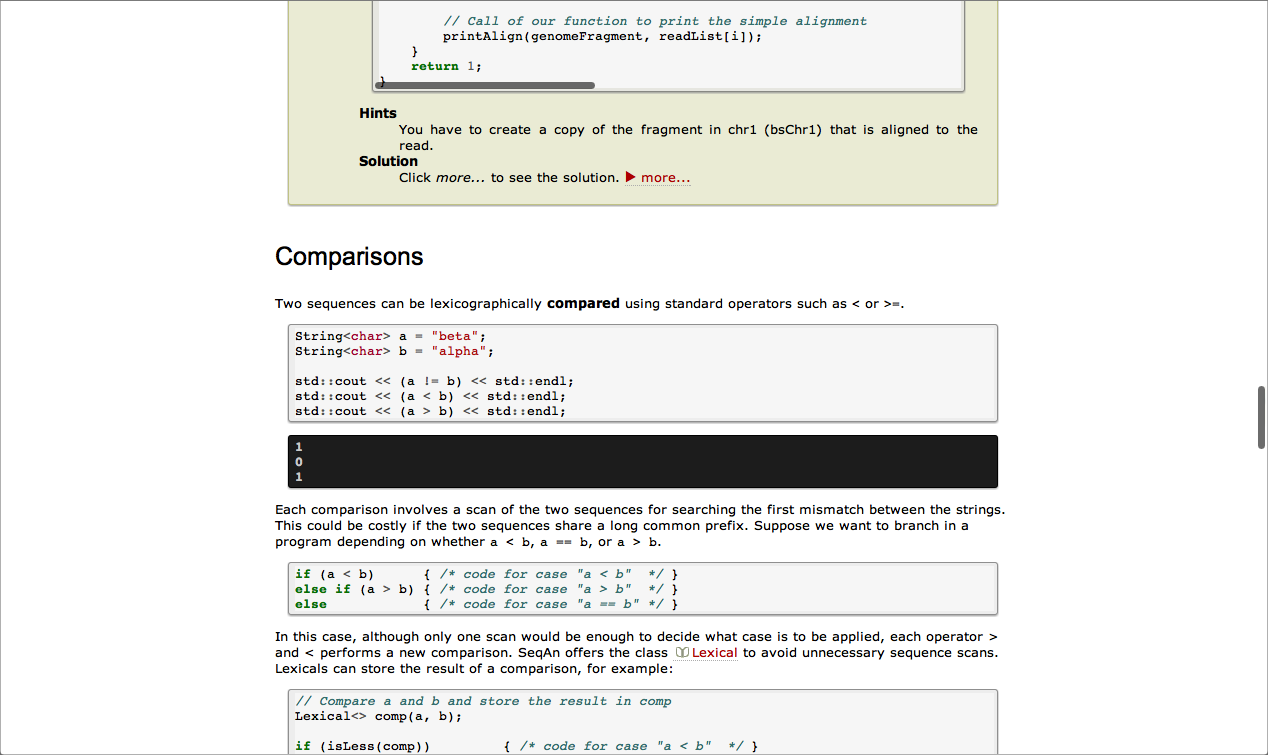 // Call of our function to print the simple alignment
printAlign(genomeFragment, readList[i]);
}
return 1;
}
Hints
You have to create a copy of the fragment in chr1 (bsChr1) that is aligned to the
read.
Solution
Click more... to see the solution. ▶ more...
Comparisons
Two sequences can be lexicographically compared using standard operators such as < or >=.
String<char> a = "beta";
String<char> b = "alpha";
std::cout << (a != b) << std::endl;
std::cout << (a < b) << std::endl;
std::cout << (a > b) << std::endl;
1
0
1
Each comparison involves a scan of the two sequences for searching the first mismatch between the strings.
This could be costly if the two sequences share a long common prefix. Suppose we want to branch in a
program depending on whether a < b, a == b, or a > b.
if (a < b)      { /* code for case "a < b"  */ }
else if (a > b) { /* code for case "a > b"  */ }
else            { /* code for case "a == b" */ }
In this case, although only one scan would be enough to decide what case is to be applied, each operator >
and < performs a new comparison. SeqAn offers the class Lexical to avoid unnecessary sequence scans.
Lexicals can store the result of a comparison, for example:
// Compare a and b and store the result in comp
Lexical<> comp(a, b);
if (isLess(comp))         { /* code for case "a < b"  */ }